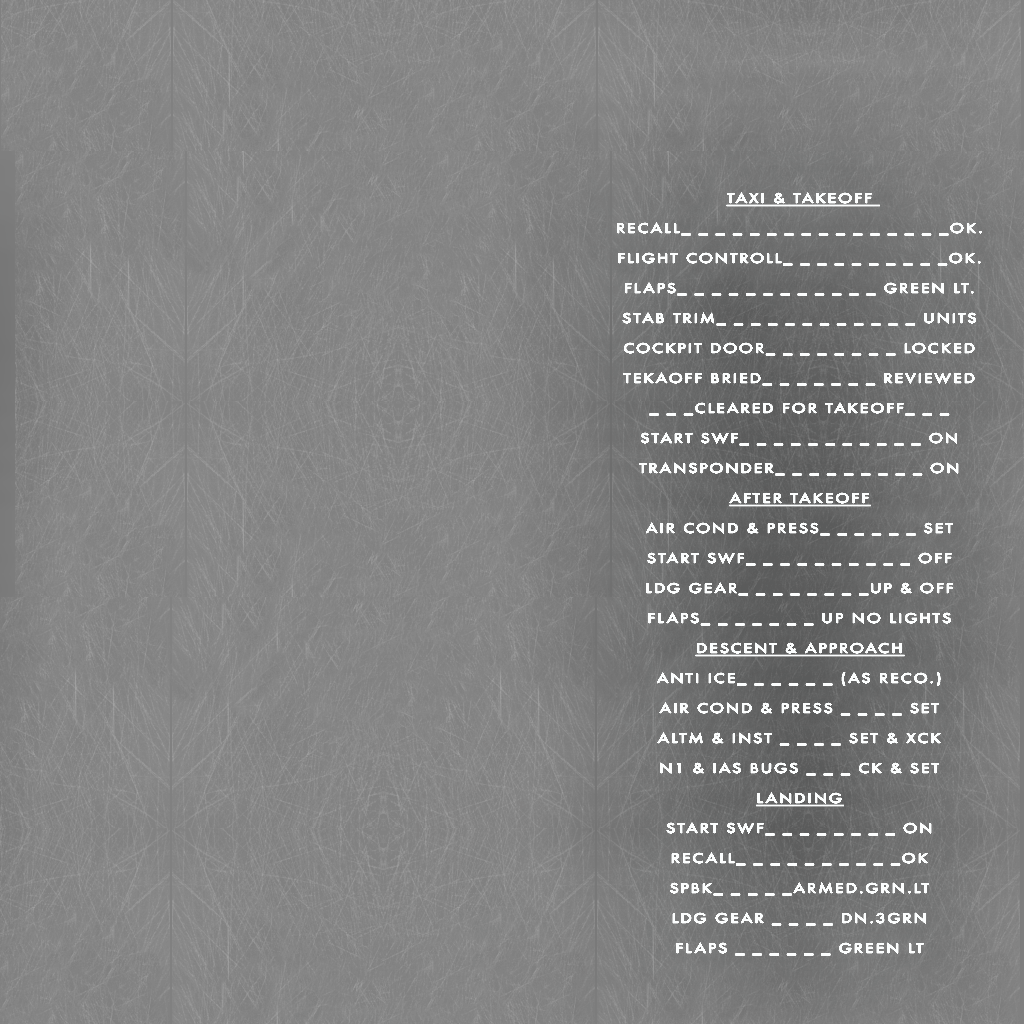 TAXI & TAKEOFF
RECALL_ _ _ _ _ _ _ _ _ _ _ _ _ _ _ _OK.
FLIGHT CONTROLL_ _ _ _ _ _ _ _ _ _OK.
FLAPS_ _ _ _ _ _ _ _ _ _ _ _ GREEN LT.
STAB TRIM_ _ _ _ _ _ _ _ _ _ _ _ UNITS
COCKPIT DOOR_ _ _ _ _ _ _ _ LOCKED
TEKAOFF BRIED_ _ _ _ _ _ _ REVIEWED
_ _ _CLEARED FOR TAKEOFF_ _ _
START SWF_ _ _ _ _ _ _ _ _ _ _ ON
TRANSPONDER_ _ _ _ _ _ _ _ _ ON
AFTER TAKEOFF
AIR COND & PRESS_ _ _ _ _ _ SET
START SWF_ _ _ _ _ _ _ _ _ _ OFF
LDG GEAR_ _ _ _ _ _ _ _UP & OFF
FLAPS_ _ _ _ _ _ _ UP NO LIGHTS
DESCENT & APPROACH
ANTI ICE_ _ _ _ _ _ (AS RECO.)
AIR COND & PRESS _ _ _ _ SET
ALTM & INST _ _ _ _ SET & XCK
N1 & IAS BUGS _ _ _ CK & SET
LANDING
START SWF_ _ _ _ _ _ _ _ ON
RECALL_ _ _ _ _ _ _ _ _ _OK
SPBK_ _ _ _ _ARMED.GRN.LT
LDG GEAR _ _ _ _ DN.3GRN
FLAPS _ _ _ _ _ _ GREEN LT